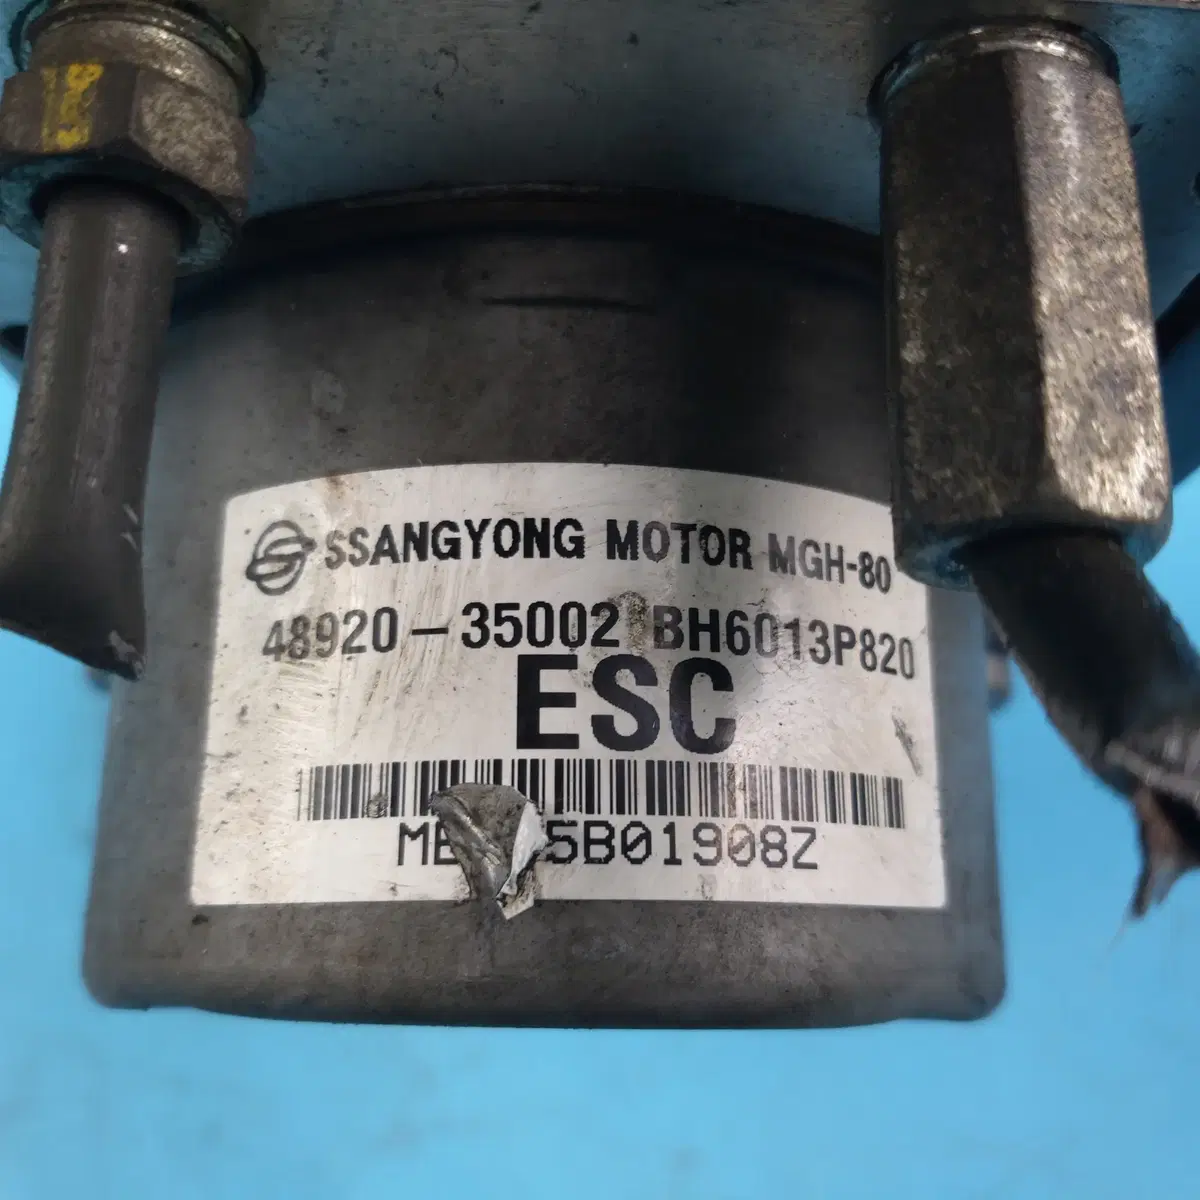 SSANGYONG MOTOR MGH-80
48920-35002 BH6013P820
ESC
5B01908Z